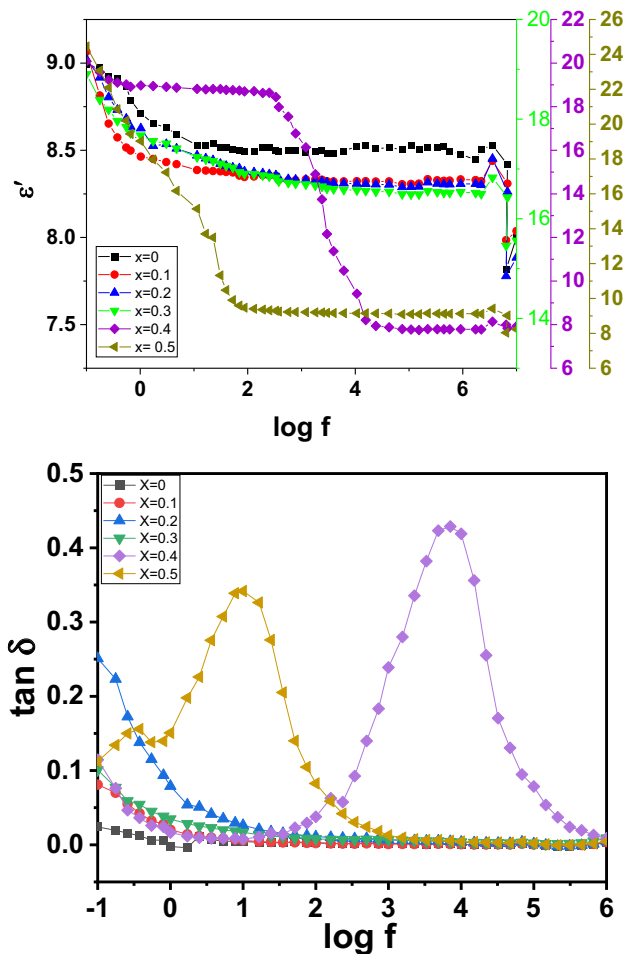 9.0
8.5
8.0
7.5
ε′
x=0
x=0.1
x=0.2
x=0.3
x=0.4
x= 0.5
0
2
4
6
log f
20
18
16
14
22
20
18
16
14
12
10
8
6
26
24
22
20
18
16
14
12
10
8
6
0.5
0.4
0.3
0.2
0.1
0.0
tan δ
X=0
X=0.1
X=0.2
X=0.3
X=0.4
X=0.5
-1 0 1 2 3 4 5 6
log f